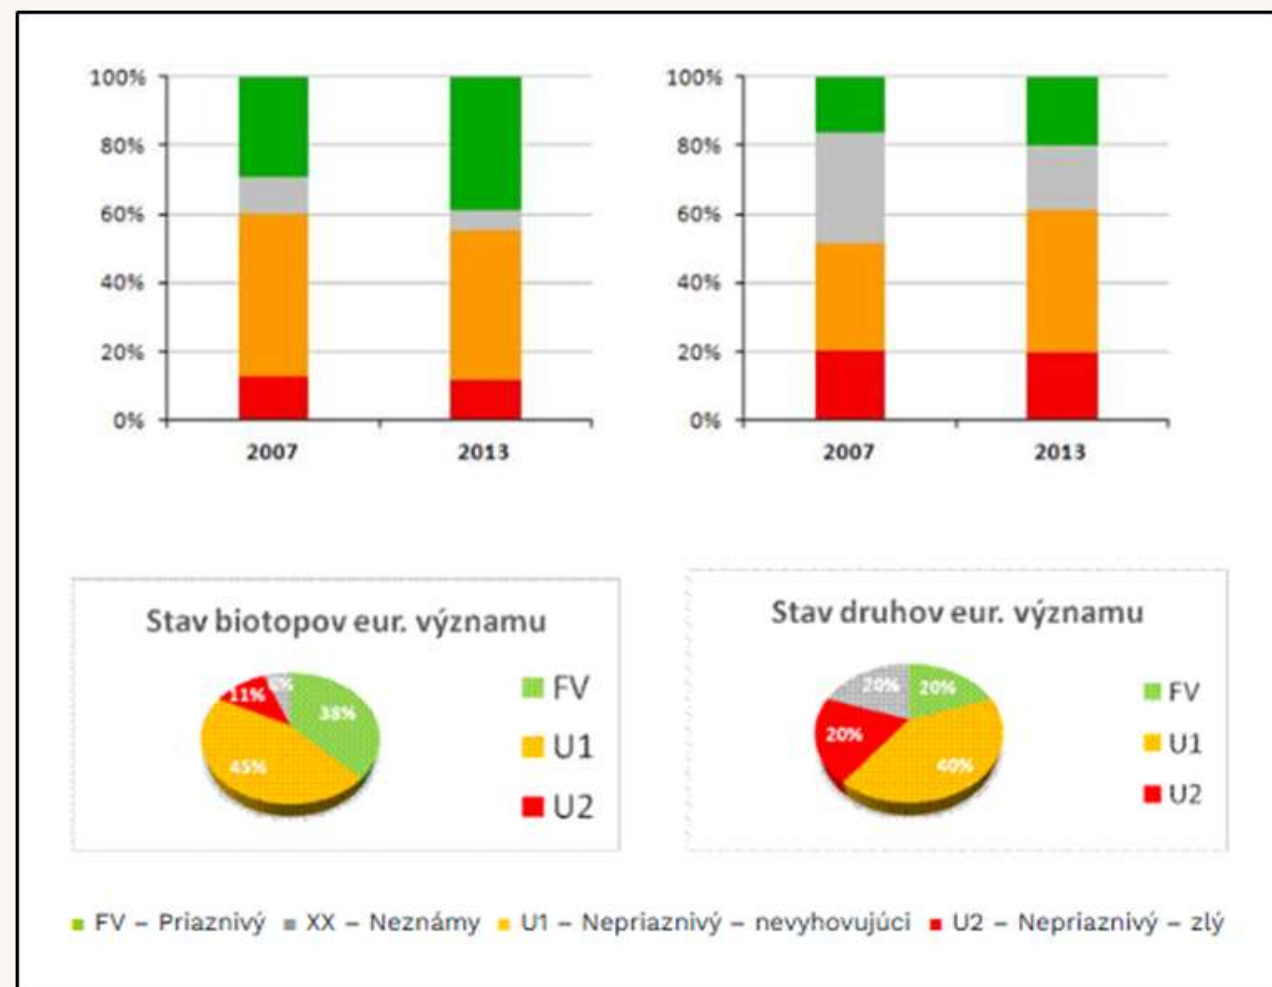 100%
80%
60%
40%
20%
0%
2007 2013
100%
80%
60%
40%
20%
0%
2007 2013
Stav biotopov eur. významu
38%
45%
11%
FV
U1
U2
Stav druhov eur. významu
20%
40%
20%
20%
FV
U1
U2
FV – Priaznivý XX – Neznámy U1 – Nepriaznivý – nevyhovujúci U2 – Nepriaznivý – zlý